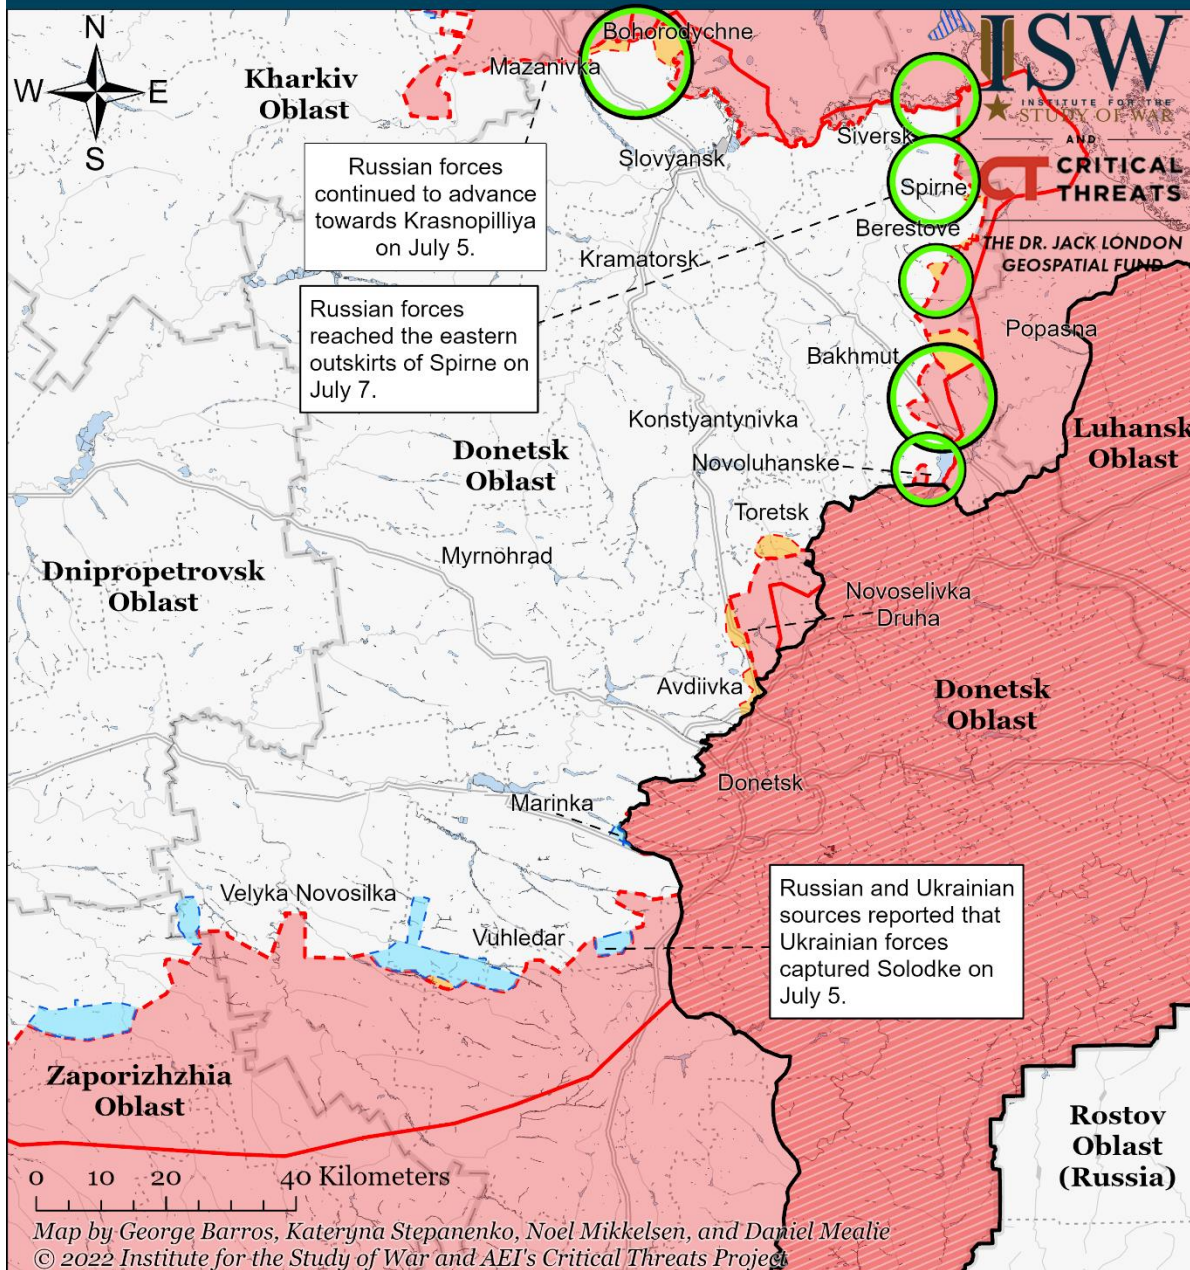 N
W
E
S
Kharkiv
Oblast
Bohorodychne
Mazanivka
ISW
INSTITUTE FOR THE
STUDY OF WAR
AND
CT CRITICAL
THREATS
THE DR. JACK LONDON
GEOSPATIAL FUND
Siversk
Slovyansk
Russian forces
continued to advance
towards Krasnopilliya
on July 5.
Spirne
Berestove
Kramatorsk
Russian forces
reached the eastern
outskirts of Spirne on
July 7.
Popasna
Bakhmut
Konstyantynivka
Luhansk
Oblast
Donetsk
Oblast
Novoluhanske
Toretsk
Myrnohrad
Dnipropetrovsk
Oblast
Novoselivka
Druha
Avdiivka
Donetsk
Oblast
Donetsk
Marinka
Velyka Novosilka
Vuhledar
Russian and Ukrainian
sources reported that
Ukrainian forces
captured Solodke on
July 5.
Zaporizhzhia
Oblast
Rostov
Oblast
(Russia)
0 10 20 40 Kilometers
Map by George Barros, Kateryna Stepanenko, Noel Mikkelsen, and Daniel Mealie
© 2022 Institute for the Study of War and AEI's Critical Threats Project